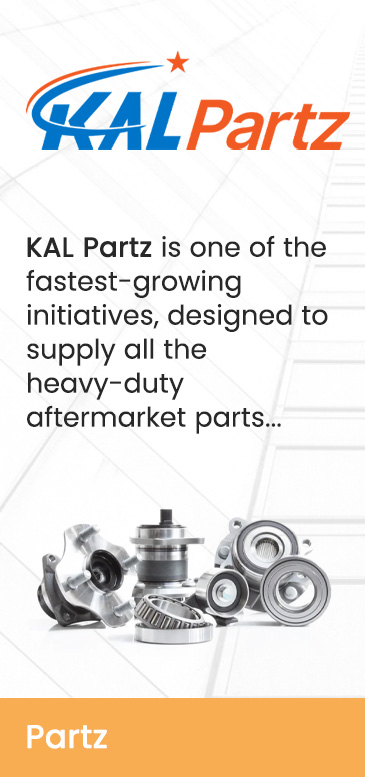 KAL Partz
KAL Partz is one of the
fastest-growing
initiatives, designed to
supply all the
heavy-duty
aftermarket parts...
Partz